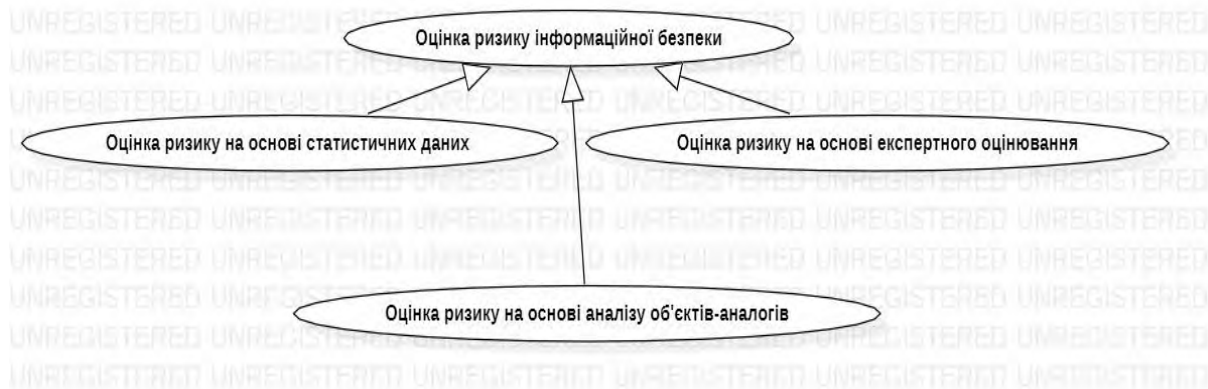 Оцінка ризику інформаційної безпеки
Оцінка ризику на основі статистичних даних
Оцінка ризику на основі експертного оцінювання
Оцінка ризику на основі аналізу об'єктів-аналогів